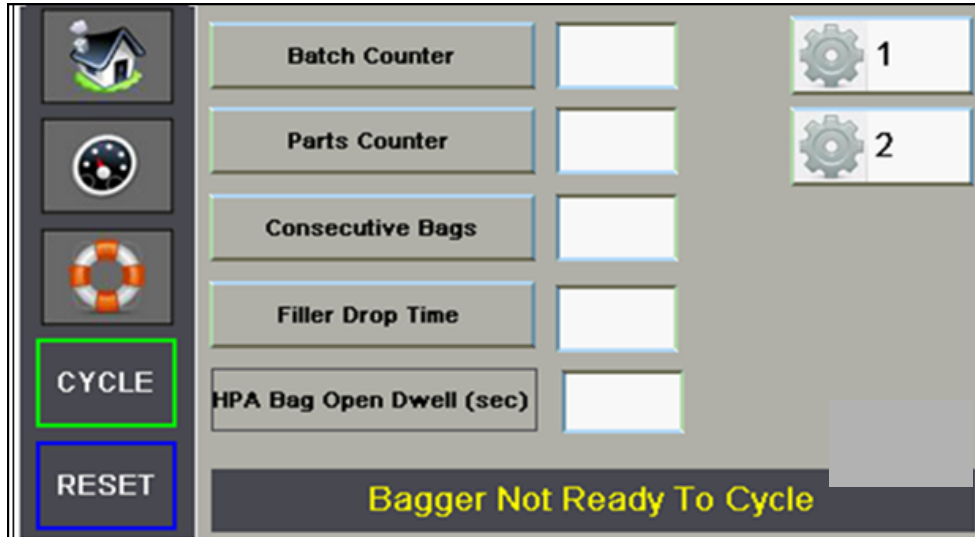 Batch Counter
1
Parts Counter
2
Consecutive Bags
Filler Drop Time
CYCLE
HPA Bag Open Dwell (sec)
RESET
Bagger Not Ready To Cycle